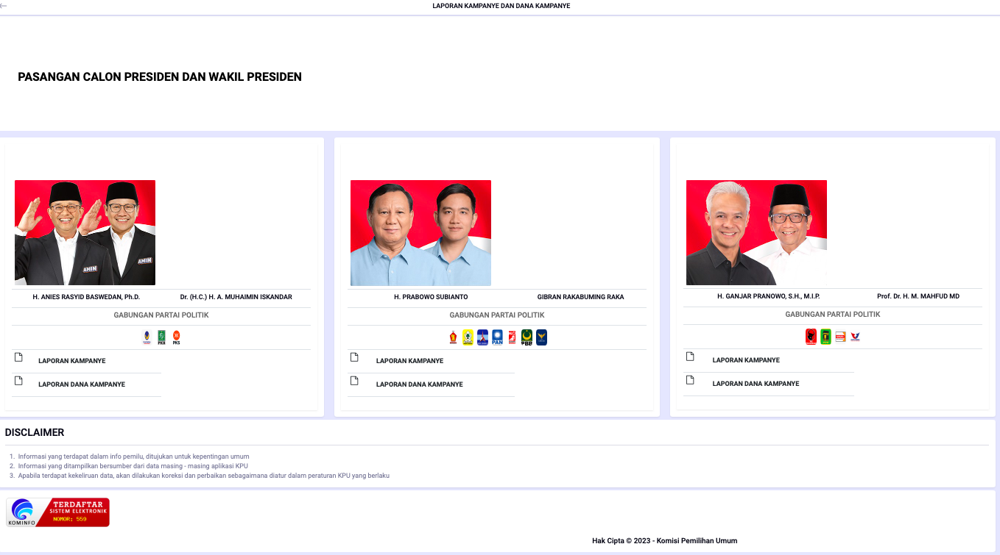 LAPORAN KAMPANYE DAN DANA KAMPANYE
PASANGAN CALON PRESIDEN DAN WAKIL PRESIDEN
AMIN
AMIN
H. ANIES RASYID BASWEDAN, Ph.D.
Dr. (H.C.) H. A. MUHAIMIN ISKANDAR
GABUNGAN PARTAI POLITIK
PKB
PKS
LAPORAN KAMPANYE
LAPORAN DANA KAMPANYE
H. PRABOWO SUBIANTO
GIBRAN RAKABUMING RAKA
GABUNGAN PARTAI POLITIK
PAN
PBB
LAPORAN KAMPANYE
LAPORAN DANA KAMPANYE
H. GANJAR PRANOWO, S.H., M.I.P.
Prof. Dr. H. M. MAHFUD MD
GABUNGAN PARTAI POLITIK
LAPORAN KAMPANYE
LAPORAN DANA KAMPANYE
DISCLAIMER
1. Informasi yang terdapat dalam info pemilu, ditujukan untuk kepentingan umum
2. Informasi yang ditampilkan bersumber dari data masing - masing aplikasi KPU
3. Apabila terdapat kekeliruan data, akan dilakukan koreksi dan perbaikan sebagaimana diatur dalam peraturan KPU yang berlaku
KOMINFO
TERDAFTAR
SISTEM ELEKTRONIK
NOMOR: 559
Hak Cipta © 2023 - Komisi Pemilihan Umum